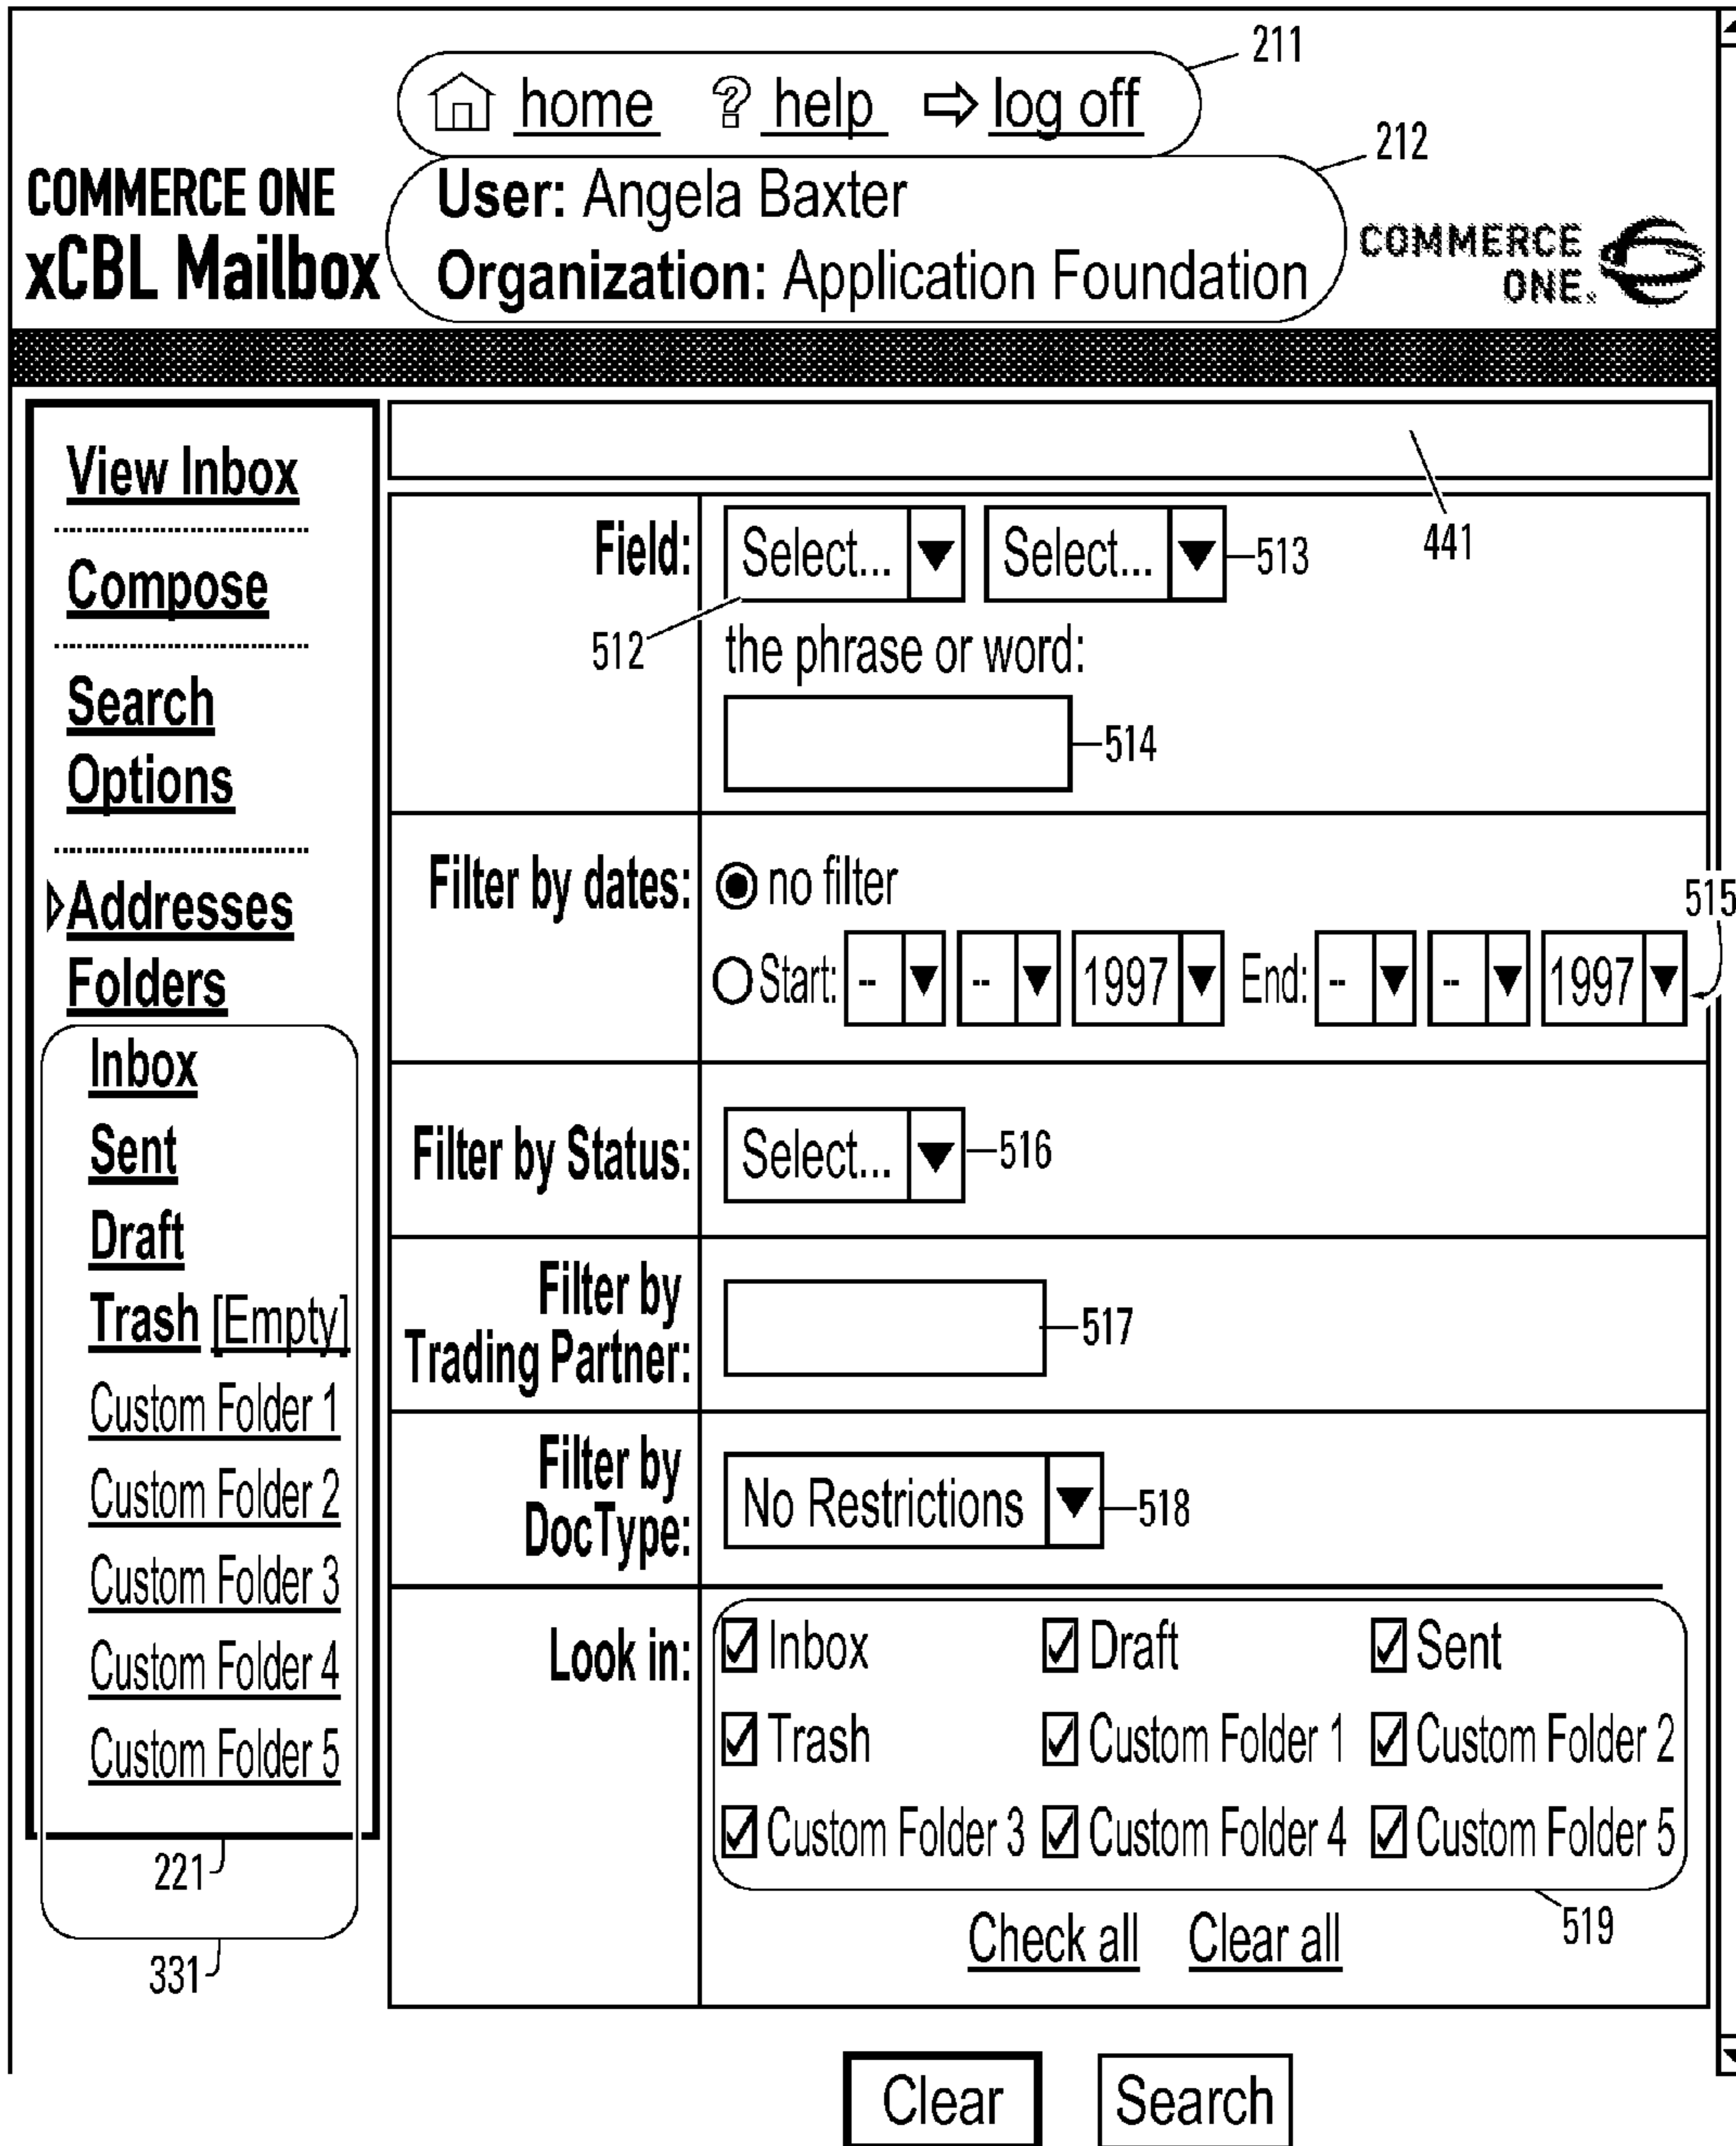 211
home ? help log off
212
COMMERCE ONE
xCBL Mailbox
User: Angela Baxter
Organization: Application Foundation
COMMERCE
ONE.
View Inbox
Compose
Search
Options
Addresses
Folders
Inbox
Sent
Draft
Trash [Empty]
Custom Folder 1
Custom Folder 2
Custom Folder 3
Custom Folder 4
Custom Folder 5
221
331
441
Field: Select... Select... 513
512
the phrase or word:
514
Filter by dates: no filter
515
Start: -- -- 1997 End: -- -- 1997
Filter by Status: Select... 516
Filter by
Trading Partner:
517
Filter by
DocType:
No Restrictions 518
Look in: Inbox Draft Sent
Trash Custom Folder 1 Custom Folder 2
Custom Folder 3 Custom Folder 4 Custom Folder 5
519
Check all Clear all
Clear Search